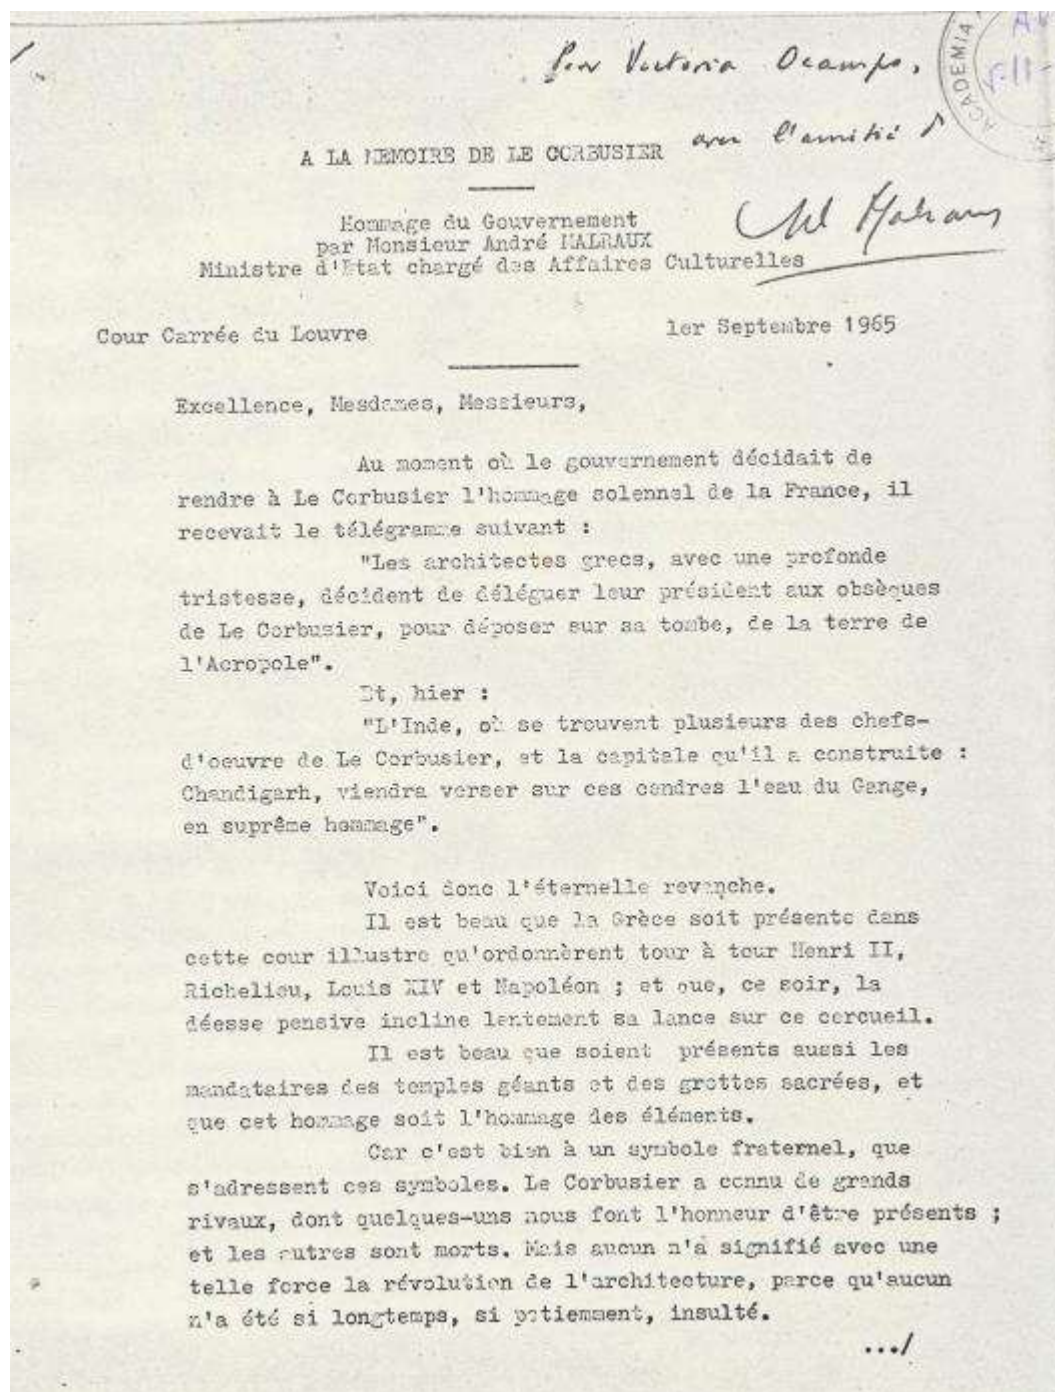 Pour Victoria Ocampo,
ACADEMIA
avec l'amitié d
A LA MEMOIRE DE LE CORBUSIER
Hommage du Gouvernement
par Monsieur André MALRAUX
Ministre d'Etat chargé des Affaires Culturelles
Malraux
Cour Carrée du Louvre
1er Septembre 1965
Excellence, Mesdames, Messieurs,
Au moment où le gouvernement décidait de
rendre à Le Corbusier l'hommage solennel de la France, il
recevait le télégramme suivant :
"Les architectes grecs, avec une profonde
tristesse, décident de déléguer leur président aux obsèques
de Le Corbusier, pour déposer sur sa tombe, de la terre de
l'Acropole".
Et, hier :
"L'Inde, où se trouvent plusieurs des chefs-
d'oeuvre de Le Corbusier, et la capitale qu'il a construite :
Chandigarh, viendra verser sur ces cendres l'eau du Gange,
en suprême hommage".
Voici donc l'éternelle revanche.
Il est beau que la Grèce soit présente dans
cette cour illustre qu'ordonnèrent tour à tour Henri II,
Richelieu, Louis XIV et Napoléon ; et que, ce soir, la
déesse pensive incline lentement sa lance sur ce cercueil.
Il est beau que soient présents aussi les
mandataires des temples géants et des grottes sacrées, et
que cet hommage soit l'hommage des éléments.
Car c'est bien à un symbole fraternel, que
s'adressent ces symboles. Le Corbusier a connu de grands
rivaux, dont quelques-uns nous font l'honneur d'être présents ;
et les autres sont morts. Mais aucun n'a signifié avec une
telle force la révolution de l'architecture, parce qu'aucun
n'a été si longtemps, si patiemment, insulté.
.../